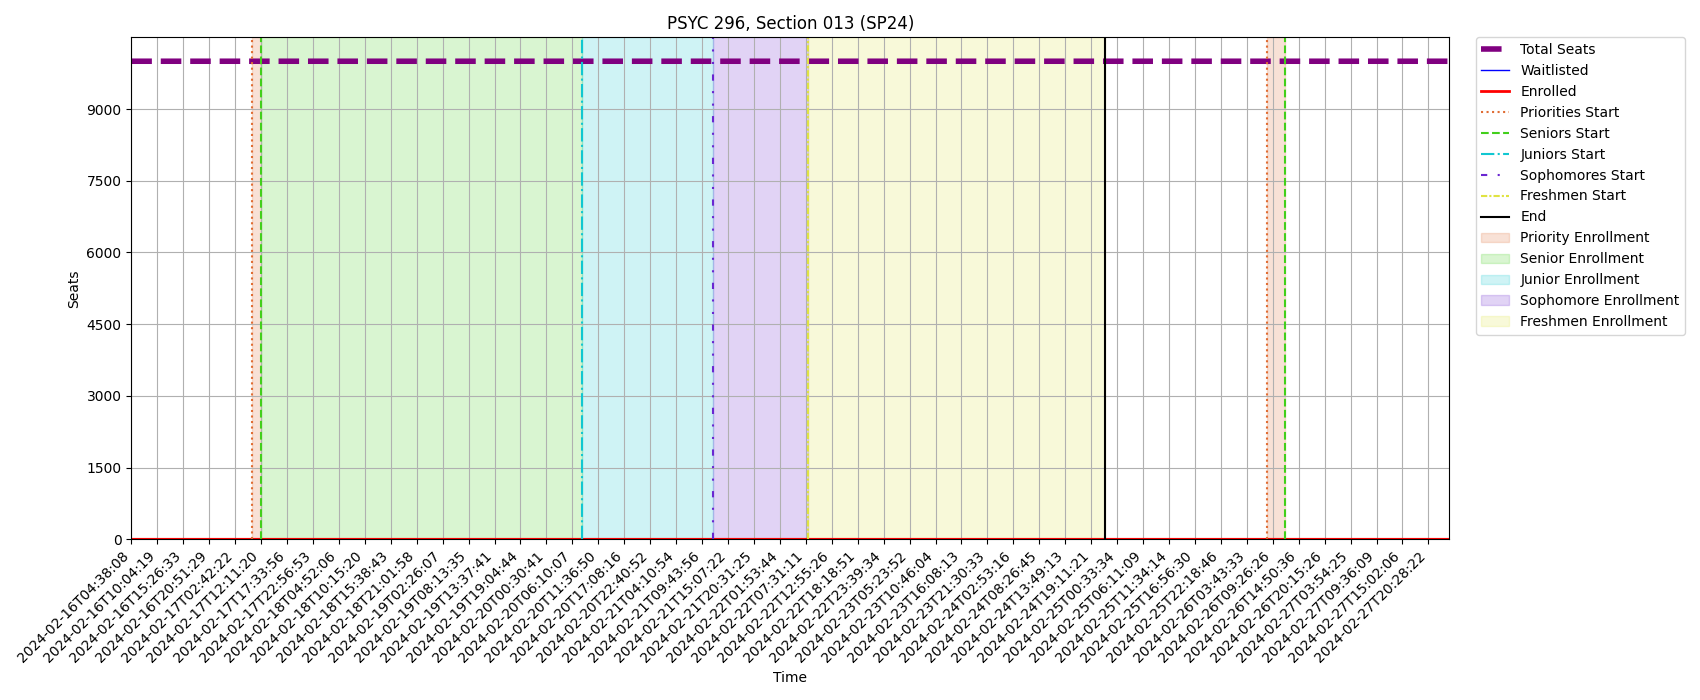 PSYC 296, Section 013 (SP24)
Total Seats
Waitlisted
Enrolled
Priorities Start
Seniors Start
Juniors Start
Sophomores Start
Freshmen Start
End
Priority Enrollment
Senior Enrollment
Junior Enrollment
Sophomore Enrollment
Freshmen Enrollment
Seats
9000
7500
6000
4500
3000
1500
0
2024-02-16T04:38:08
2024-02-16T10:04:19
2024-02-16T15:26:33
2024-02-16T20:51:29
2024-02-17T02:42:22
2024-02-17T12:11:20
2024-02-17T17:33:56
2024-02-17T22:56:53
2024-02-18T04:52:06
2024-02-18T10:15:20
2024-02-18T15:38:43
2024-02-18T21:01:58
2024-02-19T02:26:07
2024-02-19T08:13:35
2024-02-19T13:37:41
2024-02-19T19:04:44
2024-02-20T00:30:41
2024-02-20T06:10:07
2024-02-20T11:36:50
2024-02-20T17:08:16
2024-02-20T22:40:52
2024-02-21T04:10:54
2024-02-21T09:43:56
2024-02-21T15:07:22
2024-02-21T20:31:25
2024-02-22T01:53:44
2024-02-22T07:31:11
2024-02-22T12:55:26
2024-02-22T18:18:51
2024-02-22T23:39:34
2024-02-23T05:23:52
2024-02-23T10:46:04
2024-02-23T16:08:13
2024-02-23T21:30:33
2024-02-24T02:53:16
2024-02-24T08:26:45
2024-02-24T13:49:13
2024-02-24T19:11:21
2024-02-25T00:33:34
2024-02-25T06:11:09
2024-02-25T11:34:14
2024-02-25T16:56:30
2024-02-25T22:18:46
2024-02-26T03:43:33
2024-02-26T09:26:26
2024-02-26T14:50:36
2024-02-26T20:15:26
2024-02-27T03:54:25
2024-02-27T09:36:09
2024-02-27T15:02:06
2024-02-27T20:28:22
Time